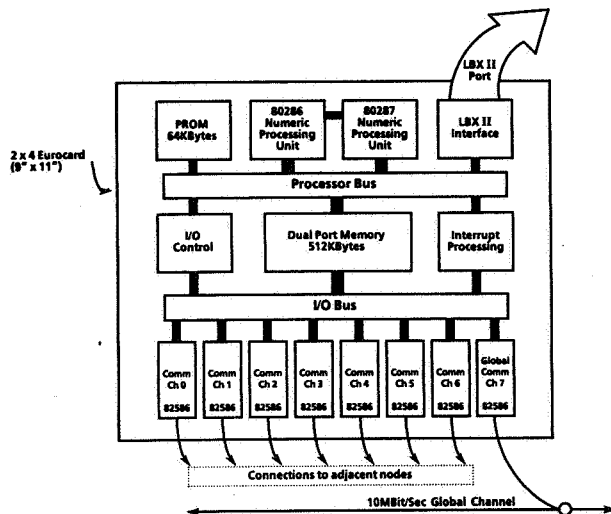 LBX II
Port
PROM
64KBytes
80286
Numeric
Processing
Unit
80287
Numeric
Processing
Unit
LBX II
Interface
2 x 4 Eurocard
(9" x 11")
Processor Bus
I/O
Control
Dual Port Memory
512KBytes
Interrupt
Processing
I/O Bus
Comm
Ch 0
82586
Comm
Ch 1
82586
Comm
Ch 2
82586
Comm
Ch 3
82586
Comm
Ch 4
82586
Comm
Ch 5
82586
Comm
Ch 6
82586
Global
Comm
Ch 7
82586
Connections to adjacent nodes
10MBit/Sec Global Channel